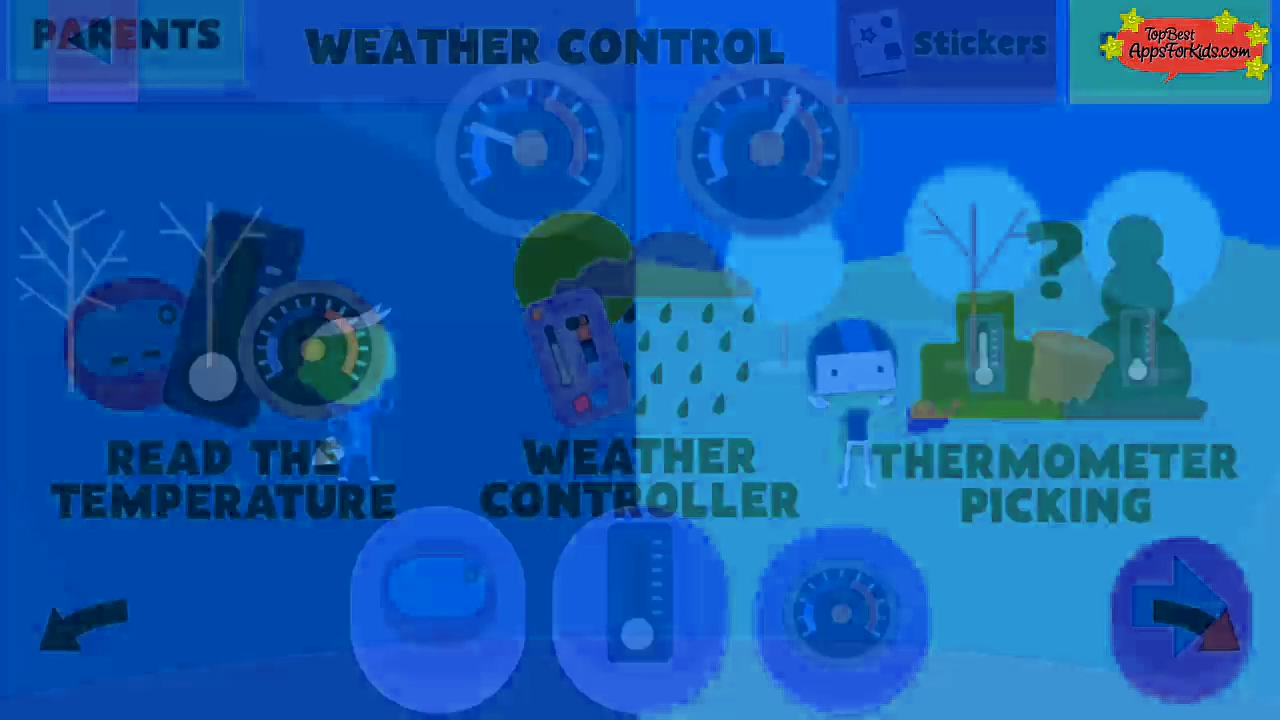 PARENTS
WEATHER CONTROL
Stickers
TopBest
AppsForKids.com
?
READ THE
TEMPERATURE
WEATHER
CONTROLLER
THERMOMETER
PICKING